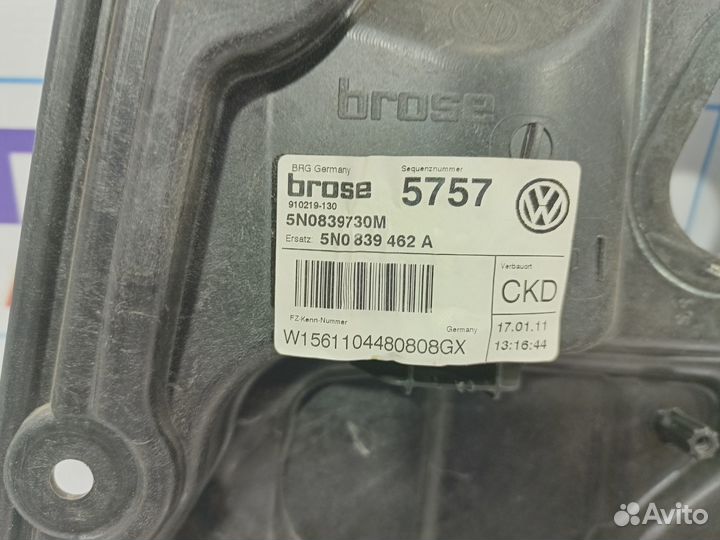 brose
BRG Germany
Sequenznummer
brose
5757
910219-130
5N0839730M
Ersatz: 5N0 839 462 A
Verbauort
CKD
FZ-Kenn-Nummer
Germany
17.01.11
W1561104480808GX
13:16:44
Avito